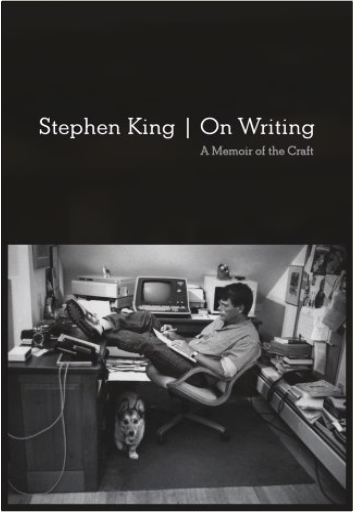 Stephen King | On Writing
A Memoir of the Craft